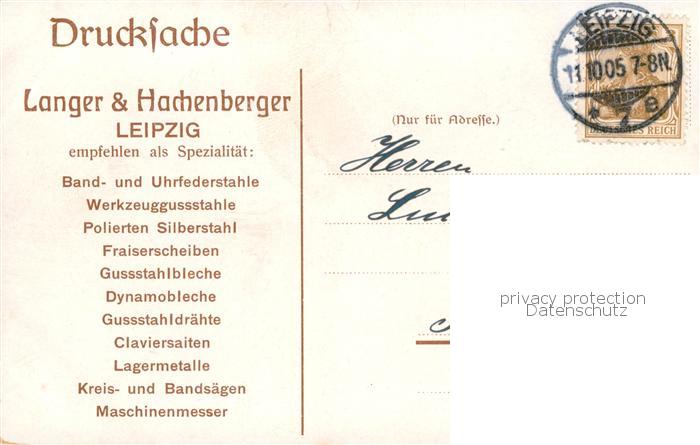 Drucksache
Langer & Hachenberger
LEIPZIG
empfehlen als Spezialität:
Band- und Uhrfederstahle
Werkzeuggussstahle
Polierten Silberstahl
Fraiserscheiben
Gussstahlbleche
Dynamobleche
Gussstahldrähte
Claviersaiten
Lagermetalle
Kreis- und Bandsägen
Maschinenmesser
LEIPZIG
11.10.05 7-8N.
DEUTSCHES REICH
(Nur für Adresse.)
Herren
privacy protection
Datenschutz